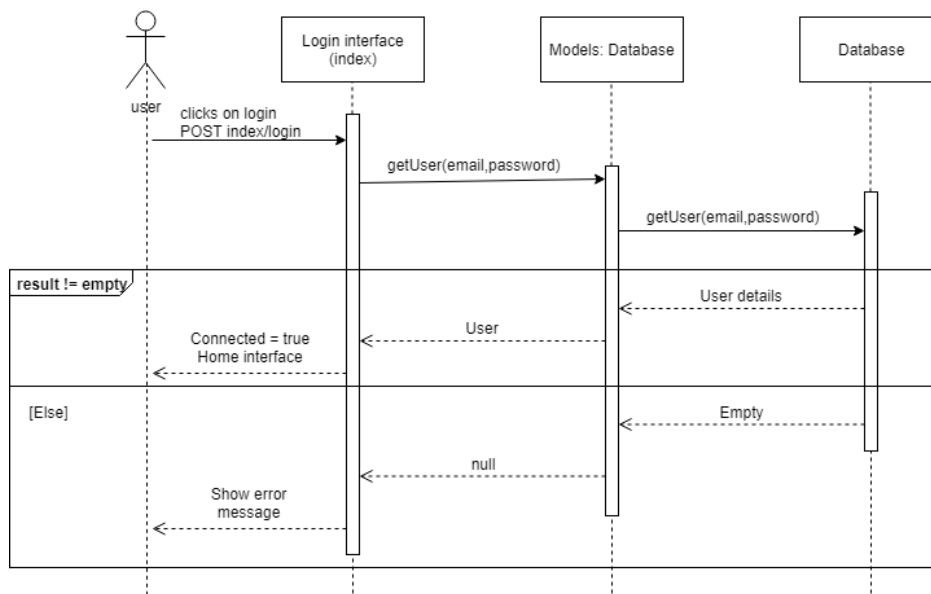 Login interface
(index)
Models: Database
Database
user
clicks on login
POST index/login
getUser(email,password)
getUser(email,password)
result != empty
User details
User
Connected = true
Home interface
[Else]
Empty
null
Show error
message